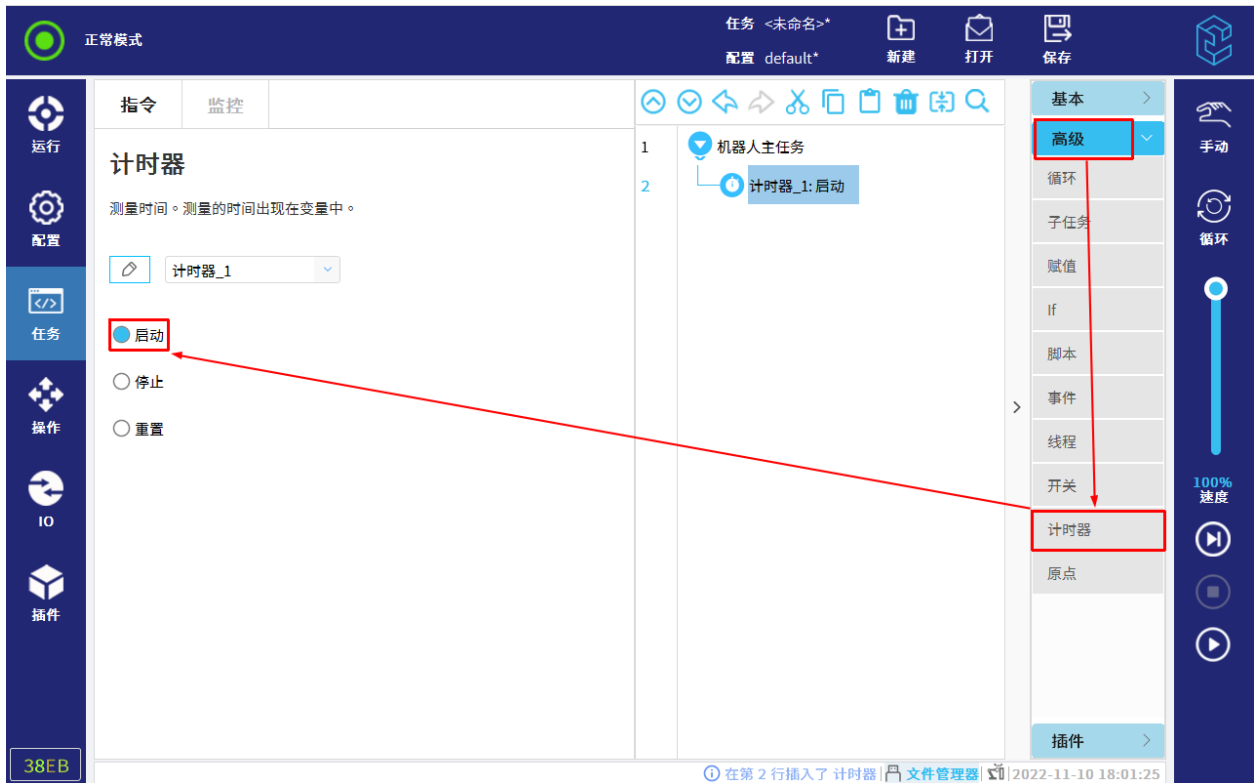 正常模式
任务 <未命名>*
配置 default*
新建
打开
保存
运行
配置
任务
操作
IO
插件
38EB
指令 监控
计时器
测量时间。测量的时间出现在变量中。
计时器_1
启动
停止
重置
1 机器人主任务
2 计时器_1: 启动
基本
高级
循环
子任务
赋值
If
脚本
事件
线程
开关
计时器
原点
插件
手动
循环
100%
速度
在第 2 行插入了 计时器 文件管理器 2022-11-10 18:01:25